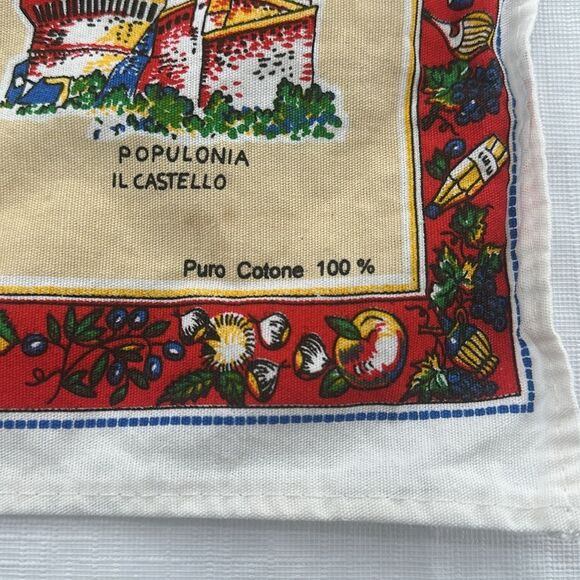 POPULONIA
IL CASTELLO
Puro Cotone 100 %